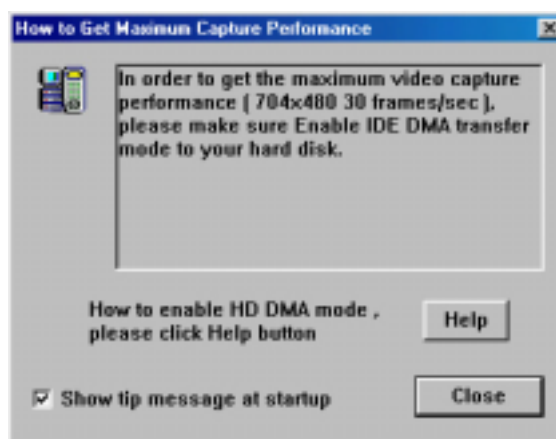 How to Get Maximum Capture Performance
In order to get the maximum video capture
performance ( 704x480 30 frames/sec ),
please make sure Enable IDE DMA transfer
mode to your hard disk.
How to enable HD DMA mode ,
please click Help button
Help
Show tip message at startup
Close